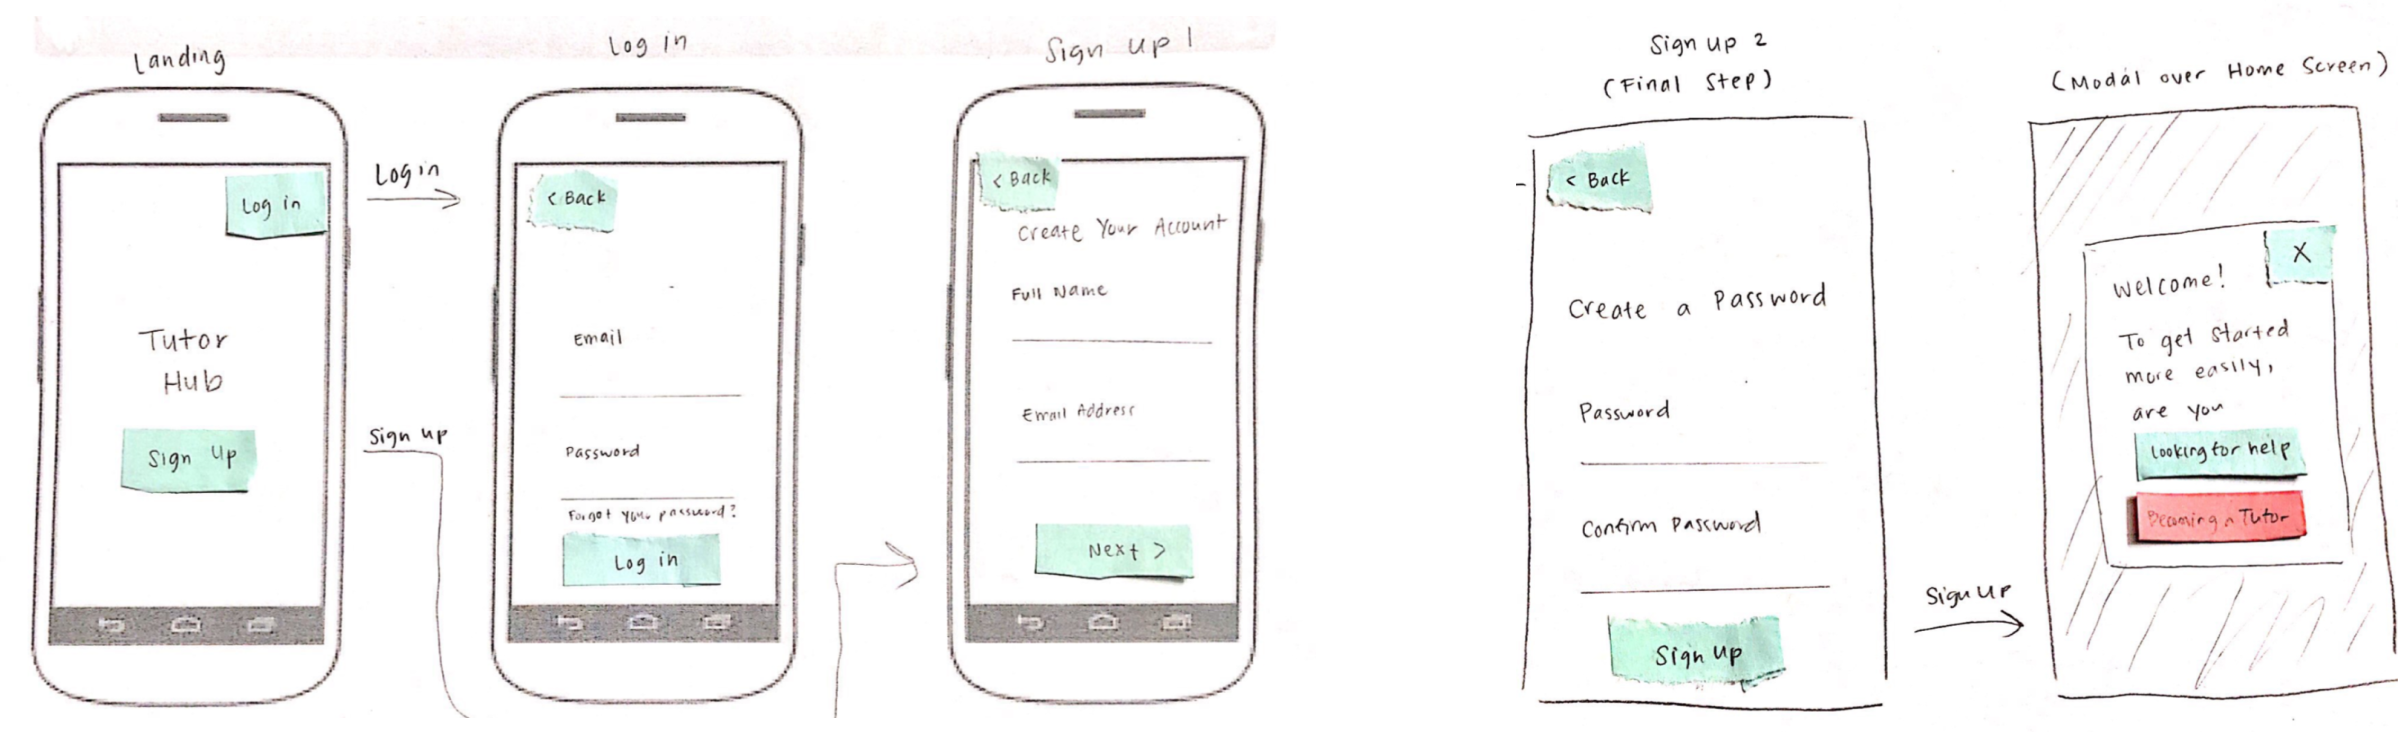 Landing
Log in
Tutor
Hub
Sign Up
Log in
Sign up
Log in
< Back
Email
Password
Forgot your password?
Log in
Sign up 1
< Back
Create Your Account
Full Name
Email Address
Next >
Sign up 2
(Final Step)
< Back
Create a Password
Password
Confirm Password
Sign up
Sign up
(Modal over Home Screen)
X
Welcome!
To get started
more easily,
are you
Looking for help
Becoming a Tutor